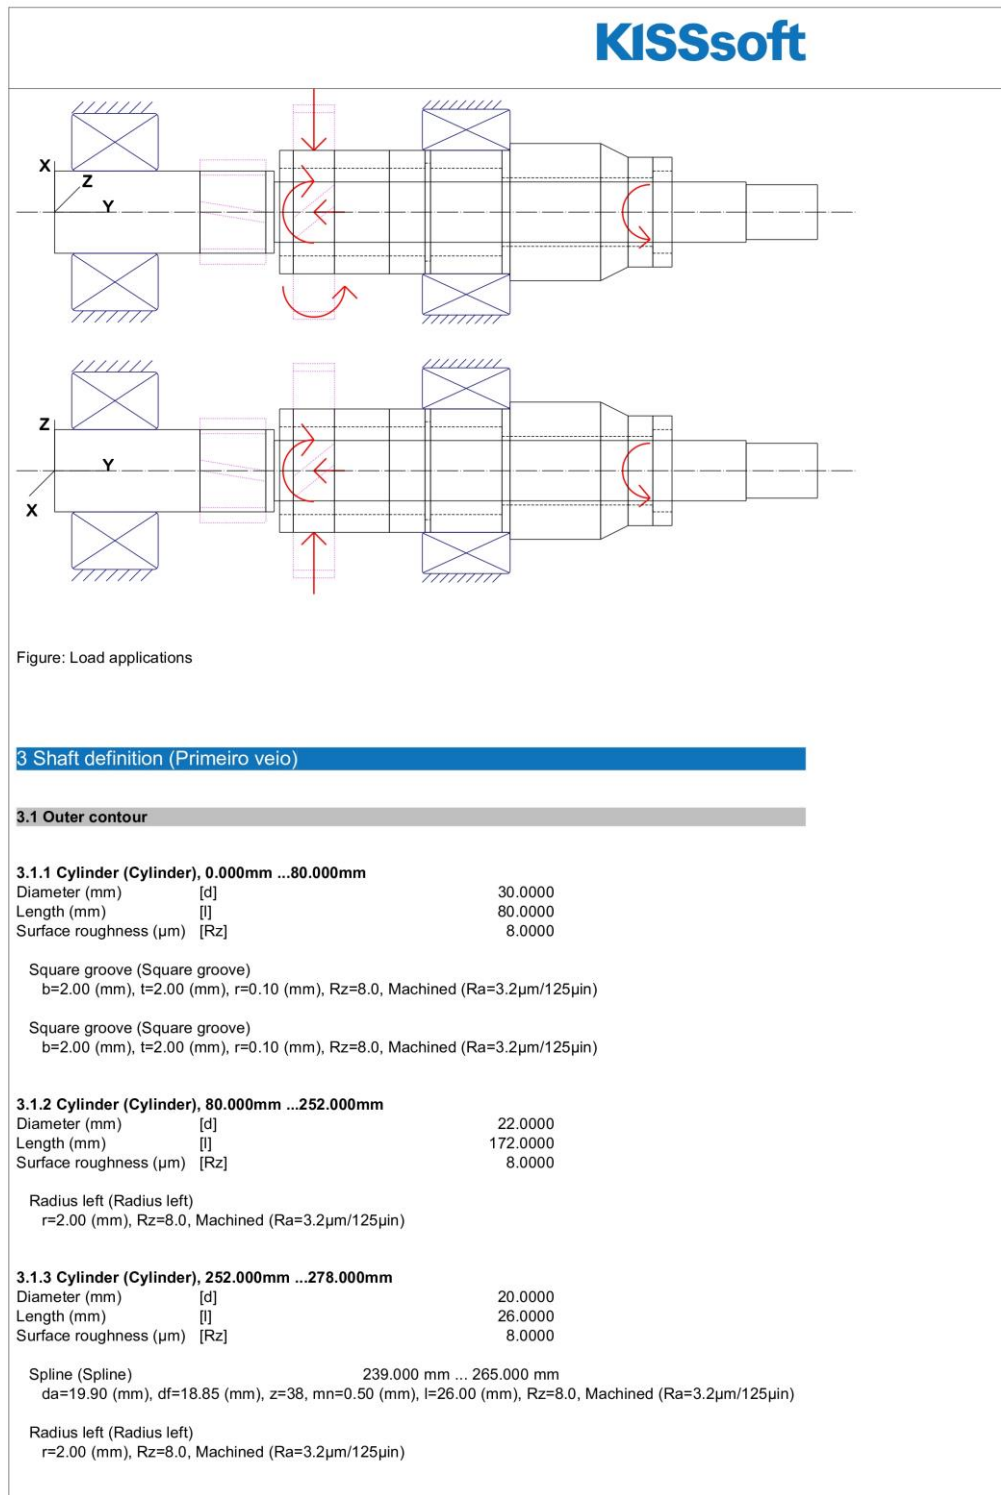 KISSsoft
X
Z
Y
Z
Y
X
Figure: Load applications
3 Shaft definition (Primeiro veio)
3.1 Outer contour
3.1.1 Cylinder (Cylinder), 0.000mm ...80.000mm
Diameter (mm) [d] 30.0000
Length (mm) [l] 80.0000
Surface roughness (µm) [Rz] 8.0000
Square groove (Square groove)
b=2.00 (mm), t=2.00 (mm), r=0.10 (mm), Rz=8.0, Machined (Ra=3.2µm/125µin)
Square groove (Square groove)
b=2.00 (mm), t=2.00 (mm), r=0.10 (mm), Rz=8.0, Machined (Ra=3.2µm/125µin)
3.1.2 Cylinder (Cylinder), 80.000mm ...252.000mm
Diameter (mm) [d] 22.0000
Length (mm) [l] 172.0000
Surface roughness (µm) [Rz] 8.0000
Radius left (Radius left)
r=2.00 (mm), Rz=8.0, Machined (Ra=3.2µm/125µin)
3.1.3 Cylinder (Cylinder), 252.000mm ...278.000mm
Diameter (mm) [d] 20.0000
Length (mm) [l] 26.0000
Surface roughness (µm) [Rz] 8.0000
Spline (Spline) 239.000 mm ... 265.000 mm
da=19.90 (mm), df=18.85 (mm), z=38, mn=0.50 (mm), l=26.00 (mm), Rz=8.0, Machined (Ra=3.2µm/125µin)
Radius left (Radius left)
r=2.00 (mm), Rz=8.0, Machined (Ra=3.2µm/125µin)